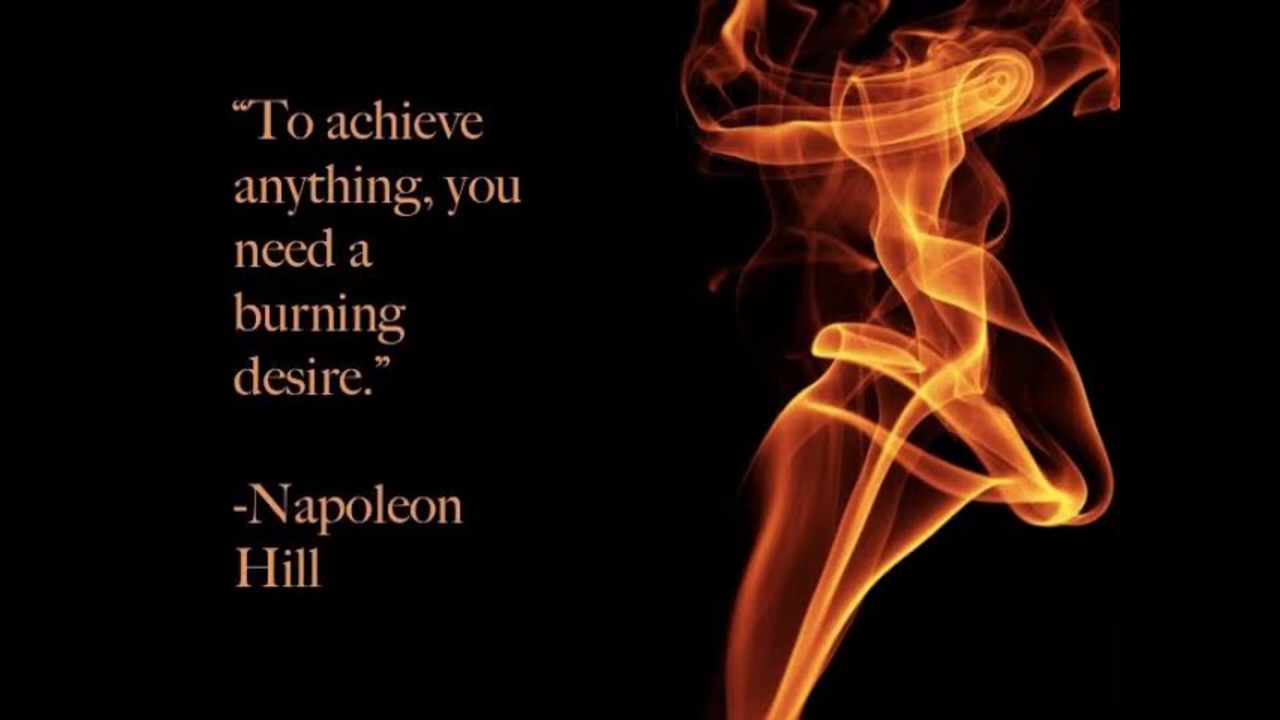 “To achieve
anything, you
need a
burning
desire.”
-Napoleon
Hill